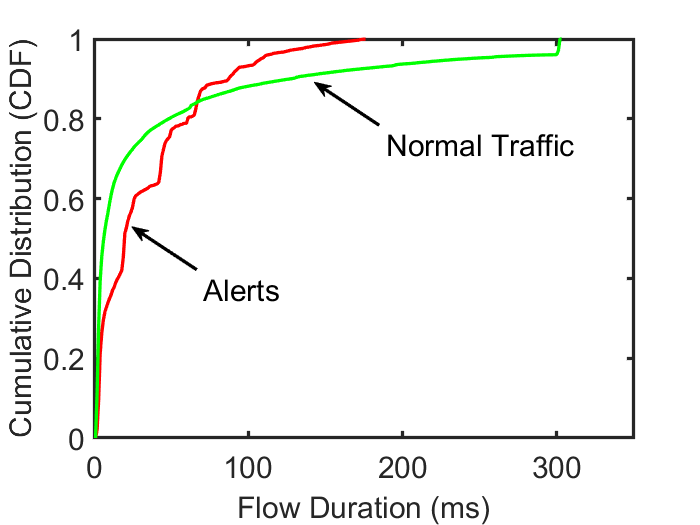 Cumulative Distribution (CDF)
1
0.8
0.6
0.4
0.2
0
Normal Traffic
Alerts
0 100 200 300
Flow Duration (ms)